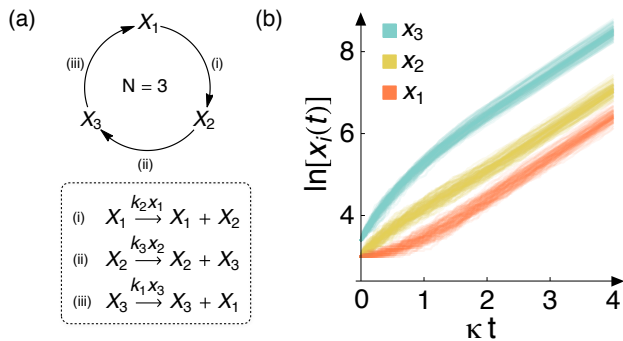 (a)
X₁
(iii)
(i)
N = 3
X₃
X₂
(ii)
(i) X₁ k₂x₁ → X₁ + X₂
(ii) X₂ k₃x₂ → X₂ + X₃
(iii) X₃ k₁x₃ → X₃ + X₁
(b)
x₃
x₂
x₁
ln[xᵢ(t)]
8
6
4
0 1 2 3 4
κ t